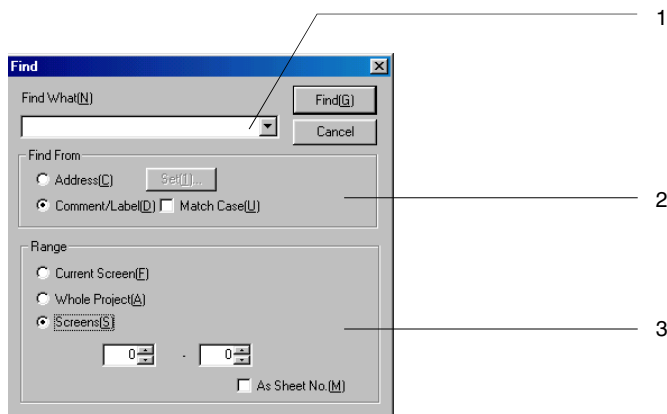 1
Find
Find What(N)
Find(G)
Cancel
Find From
Address(C) Set(1)...
Comment/Label(D) Match Case(U)
2
Range
Current Screen(F)
Whole Project(A)
Screens(S)
3
0 - 0
As Sheet No.(M)